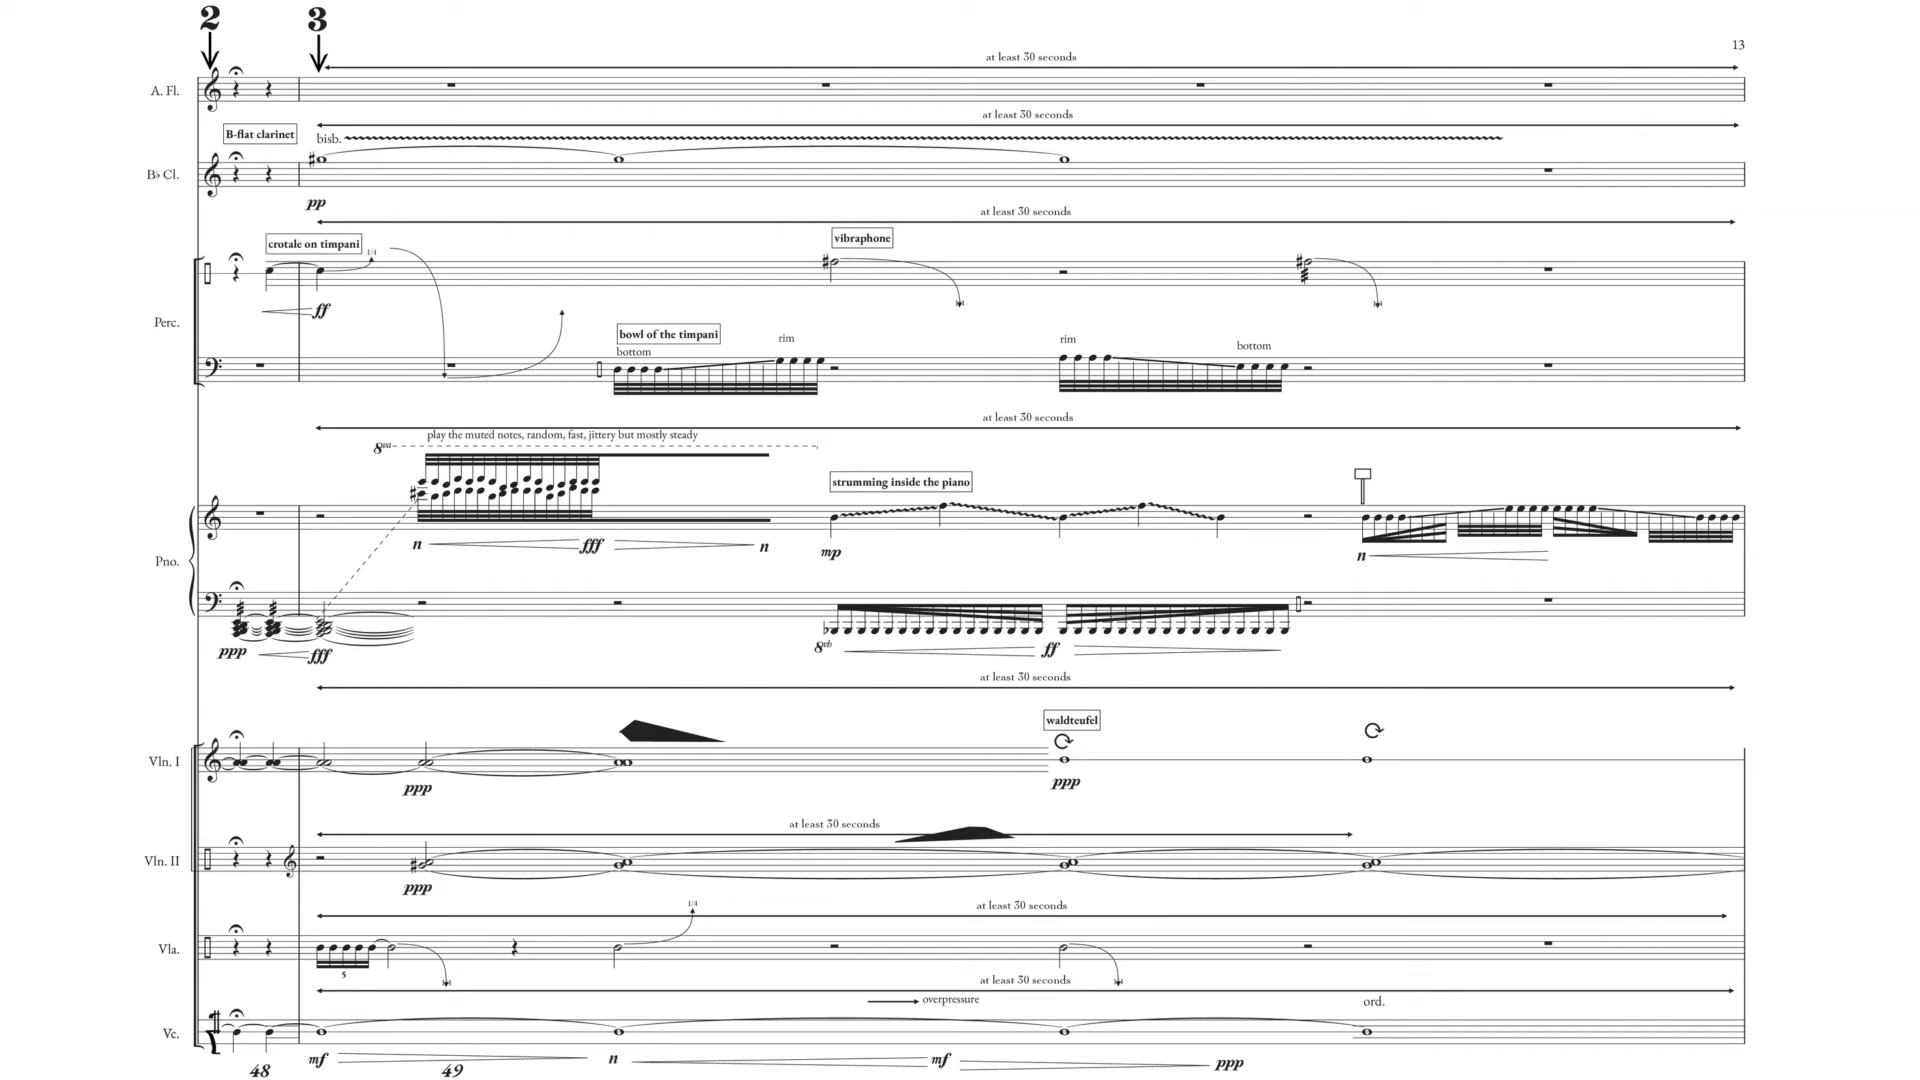 2 3
13
at least 30 seconds
A. Fl.
at least 30 seconds
B-flat clarinet
bisb.
B♭ Cl.
pp
at least 30 seconds
crotale on timpani
vibraphone
1/4
ff
Perc.
bowl of the timpani
rim
rim
bottom
bottom
at least 30 seconds
play the muted notes, random, fast, jittery but mostly steady
8va
strumming inside the piano
n fff n
mp
n
Pno.
8vb
ppp fff
ff
at least 30 seconds
waldteufel
Vln. I
ppp
ppp
at least 30 seconds
Vln. II
ppp
1/4
at least 30 seconds
Vla.
5
at least 30 seconds
overpressure
ord.
Vc.
mf n mf ppp
48 49